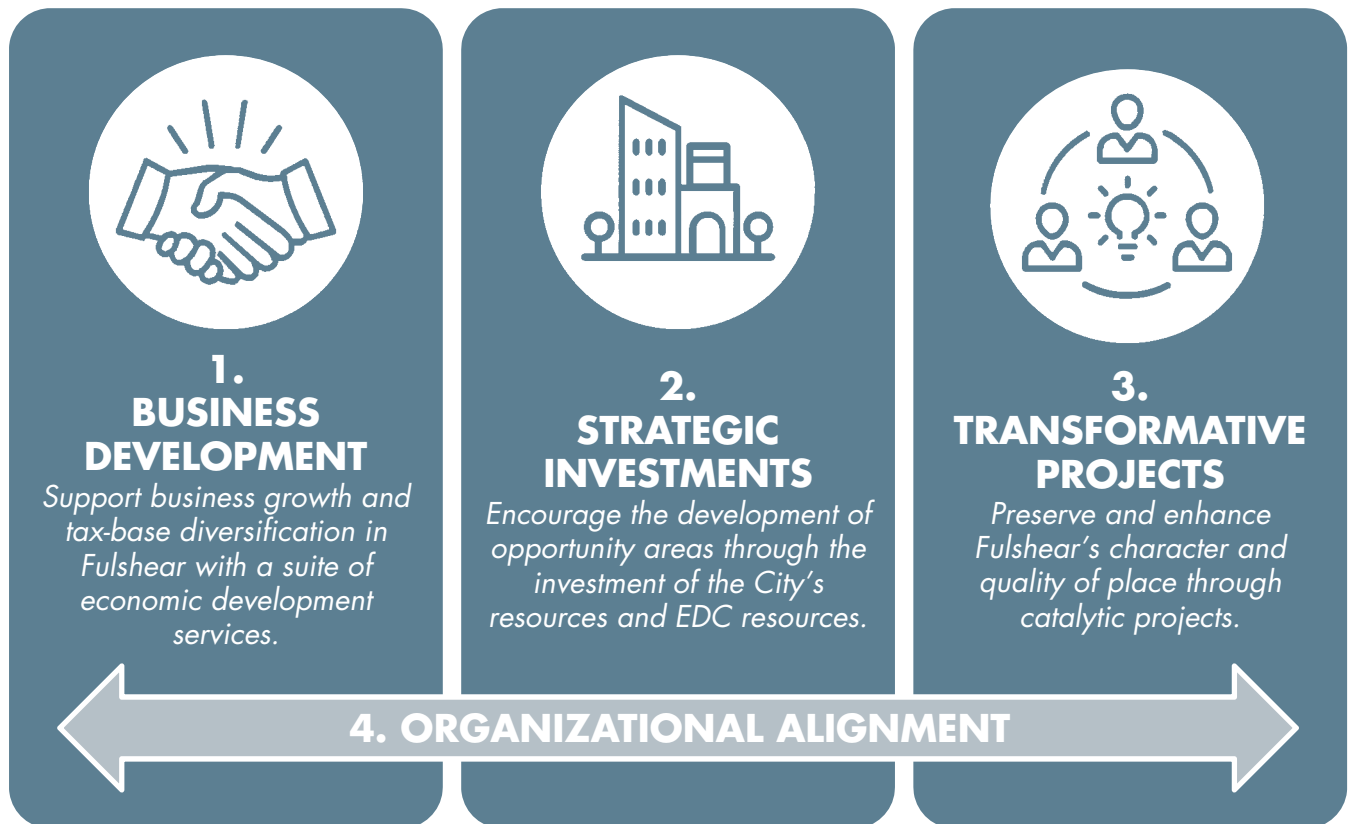 1.
BUSINESS
DEVELOPMENT
Support business growth and
tax-base diversification in
Fulshear with a suite of
economic development
services.
2.
STRATEGIC
INVESTMENTS
Encourage the development of
opportunity areas through the
investment of the City’s
resources and EDC resources.
3.
TRANSFORMATIVE
PROJECTS
Preserve and enhance
Fulshear’s character and
quality of place through
catalytic projects.
4. ORGANIZATIONAL ALIGNMENT